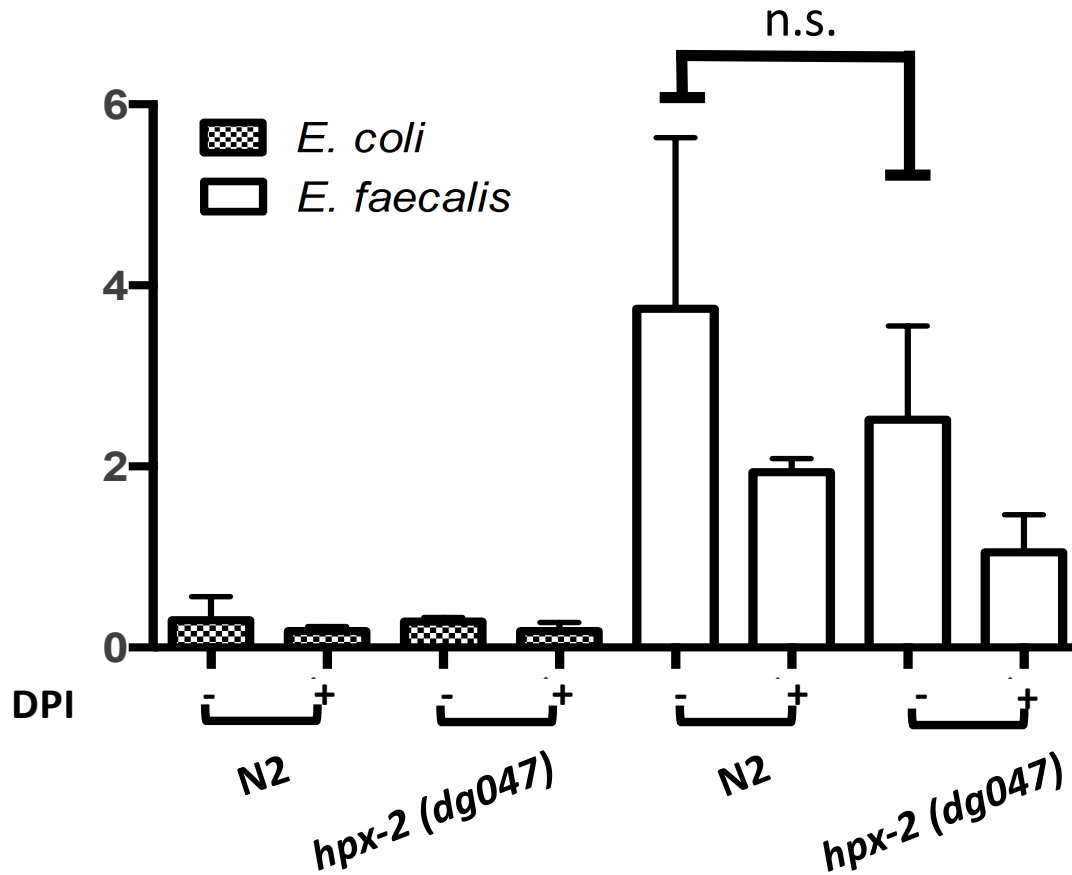 n.s.
6
E. coli
E. faecalis
4
2
0
DPI - + - + - + - +
N2 hpx-2 (dg047) N2 hpx-2 (dg047)